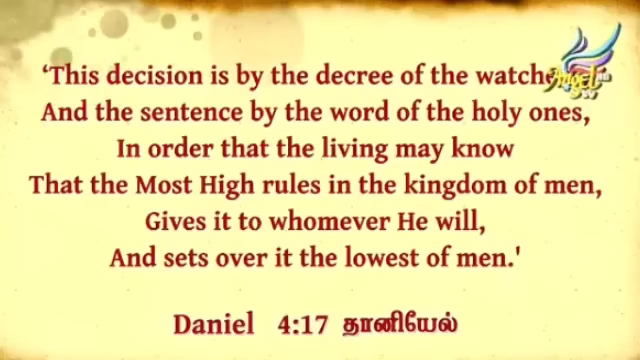 ‘This decision is by the decree of the
And the sentence by the word of the holy ones,
In order that the living may know
That the Most High rules in the kingdom of men,
Gives it to whomever He will,
And sets over it the lowest of men.'
Daniel 4:17 தானியேல்
Angel